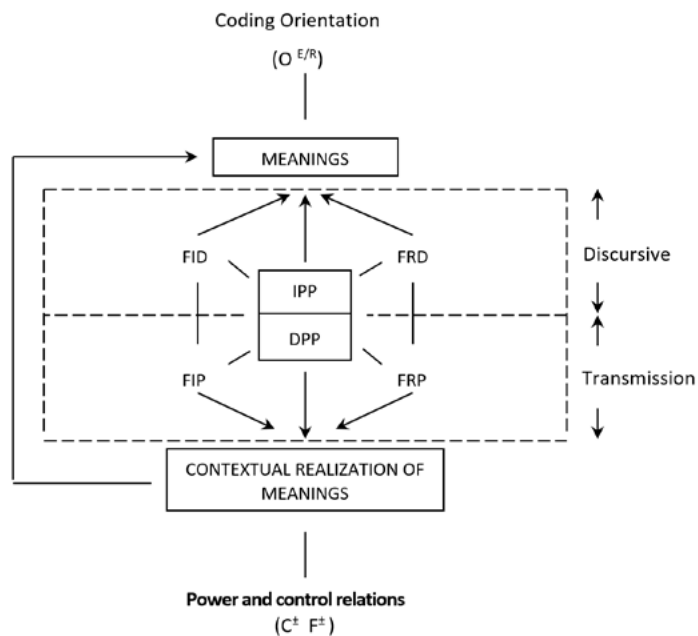 Coding Orientation
(O E/R)
MEANINGS
FID
FRD
Discursive
IPP
DPP
FIP
FRP
Transmission
CONTEXTUAL REALIZATION OF
MEANINGS
Power and control relations
(C± F±)